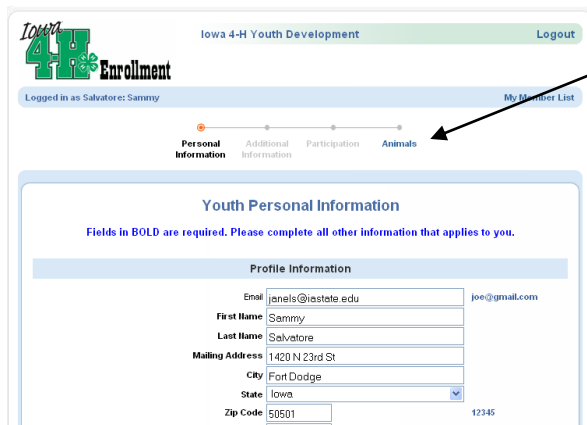 Iowa
4-H Enrollment
Iowa 4-H Youth Development
Logout
Logged in as Salvatore: Sammy
My Member List
Personal Information
Additional Information
Participation
Animals
Youth Personal Information
Fields in BOLD are required. Please complete all other information that applies to you.
Profile Information
Email janels@iastate.edu joe@gmail.com
First Name Sammy
Last Name Salvatore
Mailing Address 1420 N 23rd St
City Fort Dodge
State Iowa
Zip Code 50501 12345